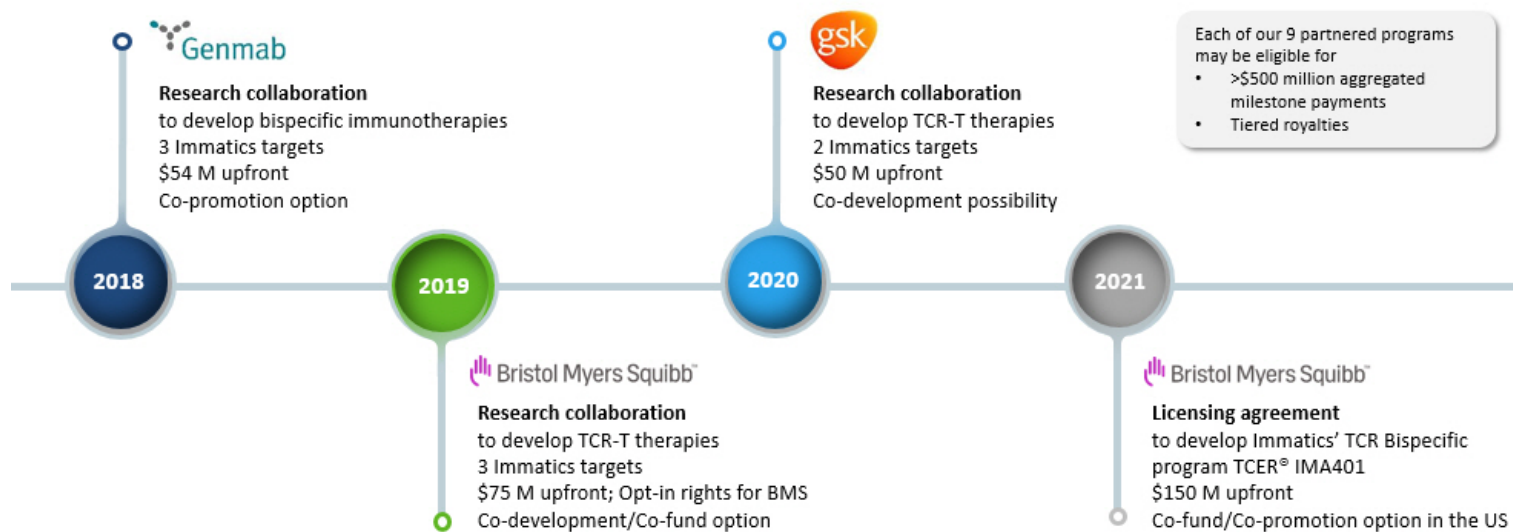 Genmab
Research collaboration
to develop bispecific immunotherapies
3 Immatics targets
$54 M upfront
Co-promotion option
gsk
Research collaboration
to develop TCR-T therapies
2 Immatics targets
$50 M upfront
Co-development possibility
Each of our 9 partnered programs
may be eligible for
• >$500 million aggregated
milestone payments
• Tiered royalties
2018
2019
2020
2021
Bristol Myers Squibb™
Research collaboration
to develop TCR-T therapies
3 Immatics targets
$75 M upfront; Opt-in rights for BMS
Co-development/Co-fund option
Bristol Myers Squibb™
Licensing agreement
to develop Immatics’ TCR Bispecific
program TCER® IMA401
$150 M upfront
Co-fund/Co-promotion option in the US